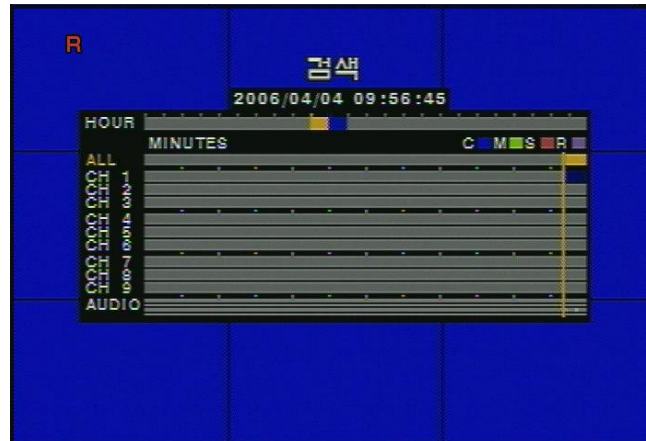 R
검색
2006/04/04 09:56:45
HOUR
MINUTES C M S R
ALL
CH 1
CH 2
CH 3
CH 4
CH 5
CH 6
CH 7
CH 8
CH 9
AUDIO